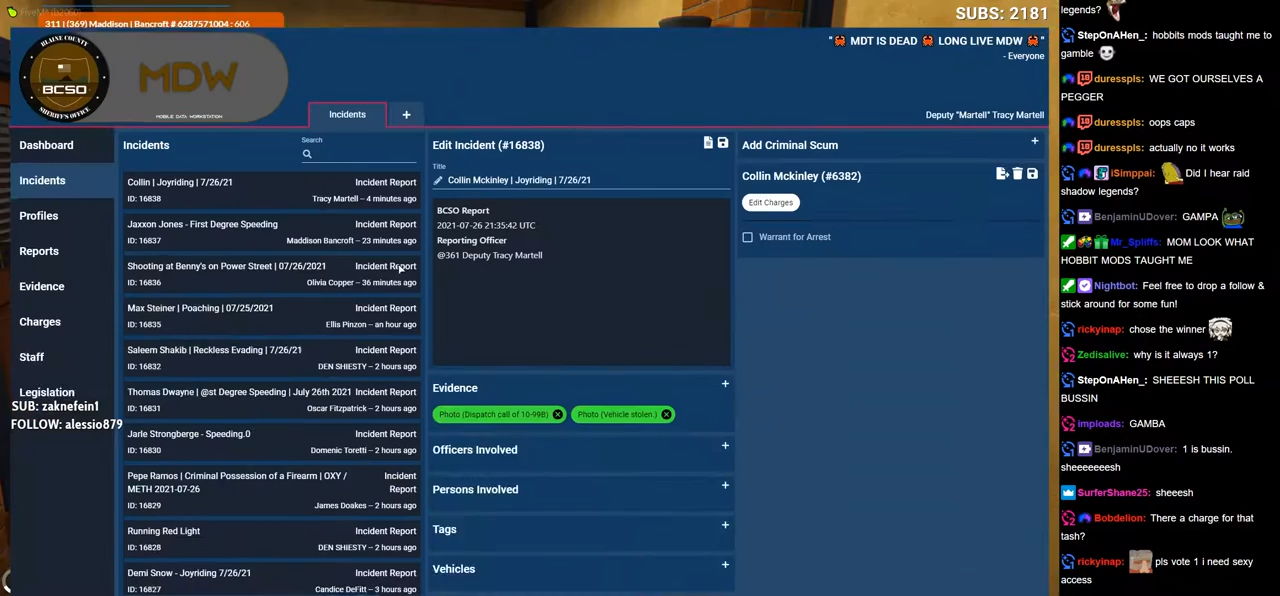 311 | (369) Maddison | Bancroft # 6287571004 : 606
SUBS: 2181
BLAINE COUNTY
BCSO
SHERIFF'S OFFICE
MDW
MOBILE DATA WORKSTATION
" MDT IS DEAD LONG LIVE MDW "
- Everyone
Incidents
+
Deputy "Martell" Tracy Martell
Dashboard
Incidents
Profiles
Reports
Evidence
Charges
Staff
Legislation
SUB: zaknefein1
FOLLOW: alessio879
Incidents
Search
Collin | Joyriding | 7/26/21 Incident Report
ID: 16838 Tracy Martell – 4 minutes ago
Jaxxon Jones - First Degree Speeding Incident Report
ID: 16837 Maddison Bancroft – 23 minutes ago
Shooting at Benny's on Power Street | 07/26/2021 Incident Report
ID: 16836 Olivia Copper – 36 minutes ago
Max Steiner | Poaching | 07/25/2021 Incident Report
ID: 16835 Ellis Pinzon – an hour ago
Saleem Shakib | Reckless Evading | 7/26/21 Incident Report
ID: 16832 DEN SHIESTY – 2 hours ago
Thomas Dwayne | @st Degree Speeding | July 26th 2021 Incident Report
ID: 16831 Oscar Fitzpatrick – 2 hours ago
Jarle Strongberge - Speeding.0 Incident Report
ID: 16830 Domenic Toretti – 2 hours ago
Pepe Ramos | Criminal Possession of a Firearm | OXY / Incident
METH 2021-07-26 Report
ID: 16829 James Doakes – 2 hours ago
Running Red Light Incident Report
ID: 16828 DEN SHIESTY – 2 hours ago
Demi Snow - Joyriding 7/26/21 Incident Report
ID: 16827 Candice DeFitt – 3 hours ago
Edit Incident (#16838)
Title
Collin Mckinley | Joyriding | 7/26/21
BCSO Report
2021-07-26 21:35:42 UTC
Reporting Officer
@361 Deputy Tracy Martell
Evidence +
Photo (Dispatch call of 10-99B) Photo (Vehicle stolen.)
Officers Involved +
Persons Involved +
Tags +
Vehicles +
Add Criminal Scum +
Collin Mckinley (#6382)
Edit Charges
Warrant for Arrest
legends?
StepOnAHen_: hobbits mods taught me to
gamble
duresspls: WE GOT OURSELVES A
PEGGER
duresspls: oops caps
duresspls: actually no it works
iSimppai: Did I hear raid
shadow legends?
BenjaminUDover: GAMPA
Mr_Spliffs: MOM LOOK WHAT
HOBBIT MODS TAUGHT ME
Nightbot: Feel free to drop a follow &
stick around for some fun!
rickyinap: chose the winner
Zedisalive: why is it always 1?
StepOnAHen_: SHEEESH THIS POLL
BUSSIN
imploads: GAMBA
BenjaminUDover: 1 is bussin.
sheeeeeesh
SurferShane25: sheeesh
Bobdelion: There a charge for that
tash?
rickyinap: pls vote 1 i need sexy
access